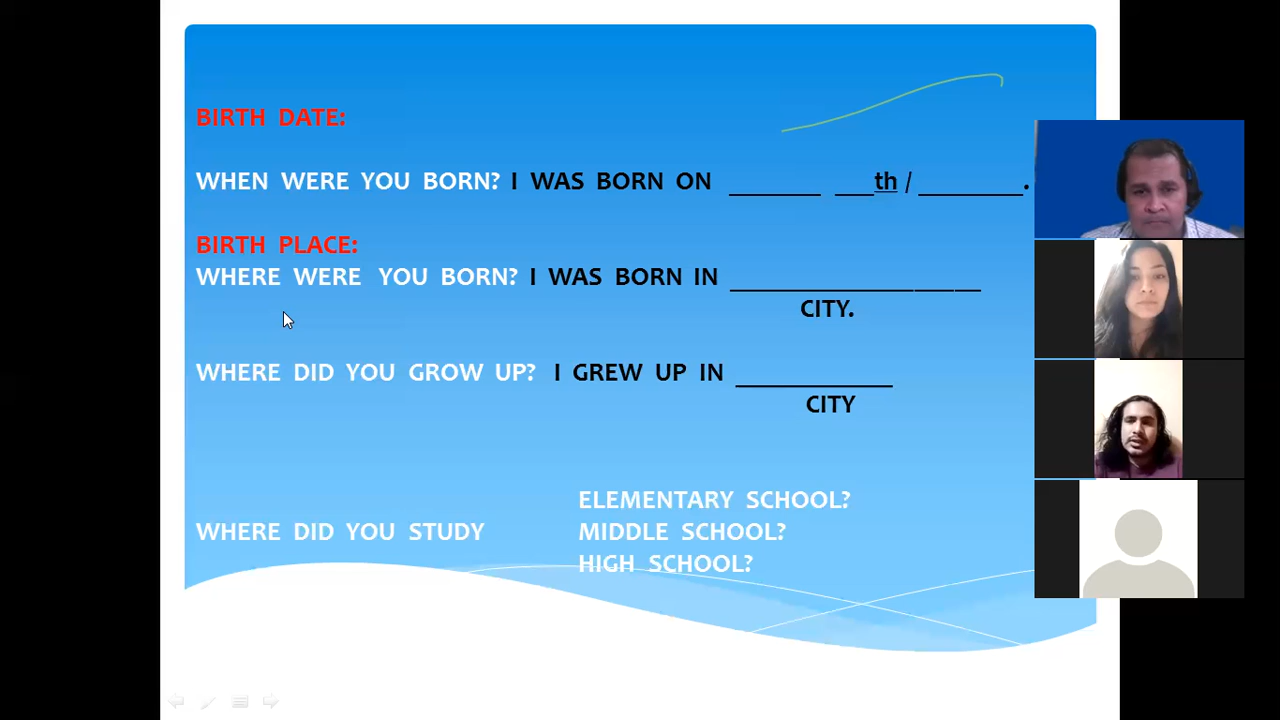 BIRTH DATE:
WHEN WERE YOU BORN? I WAS BORN ON _______ ___th / ________.
BIRTH PLACE:
WHERE WERE YOU BORN? I WAS BORN IN ___________________
CITY.
WHERE DID YOU GROW UP? I GREW UP IN ____________
CITY
ELEMENTARY SCHOOL?
WHERE DID YOU STUDY MIDDLE SCHOOL?
HIGH SCHOOL?